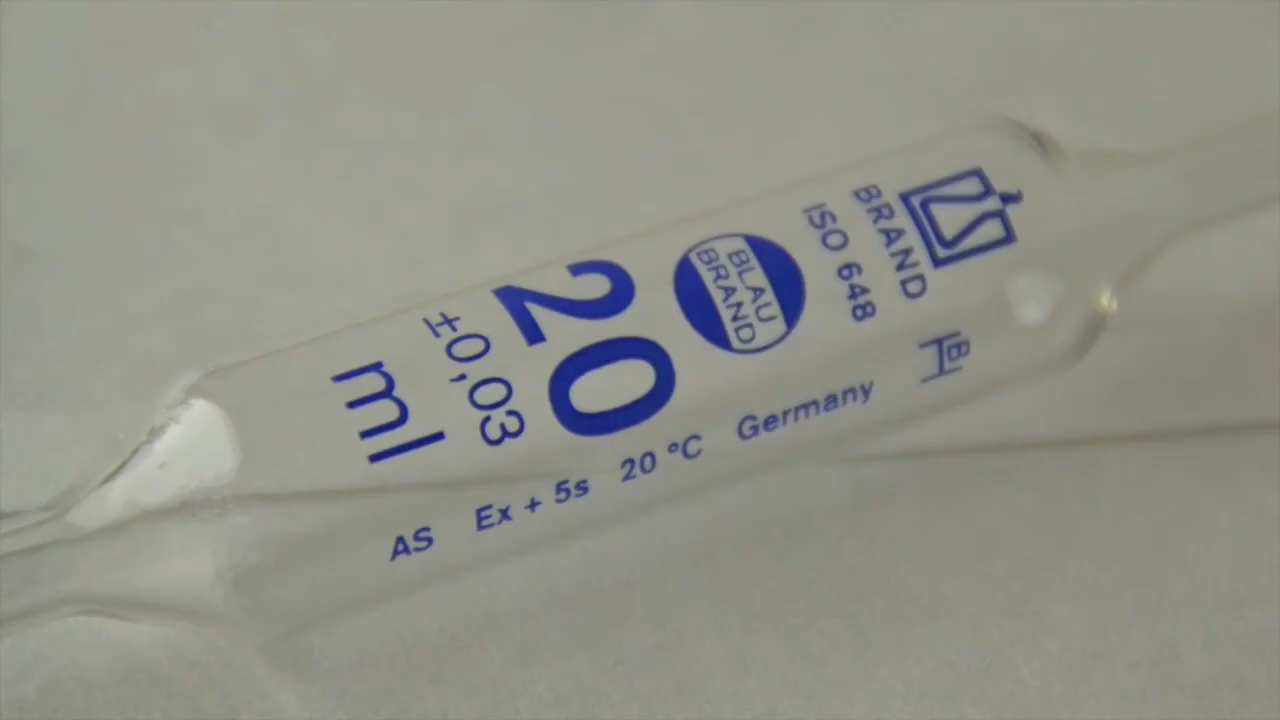 BRAND
ISO 648
BLAU
BRAND
20
±0,03
ml
AS Ex + 5s 20 °C Germany
H B